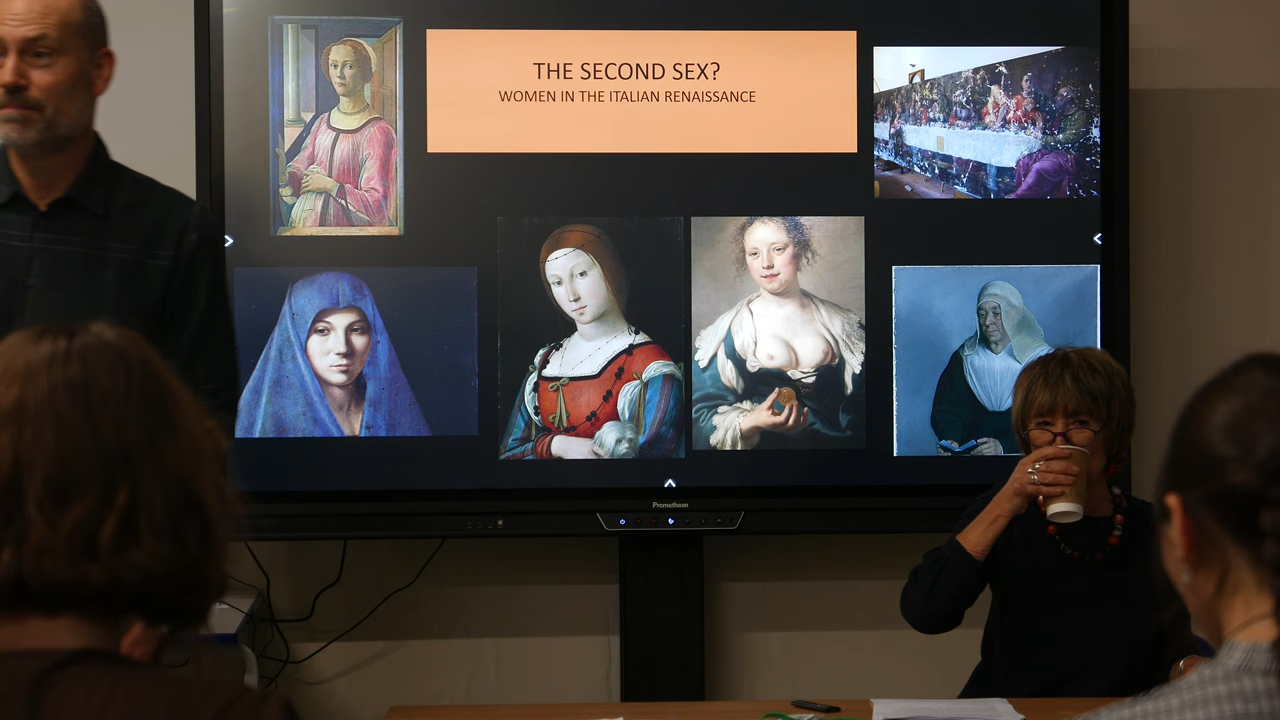 THE SECOND SEX?
WOMEN IN THE ITALIAN RENAISSANCE
Promethean